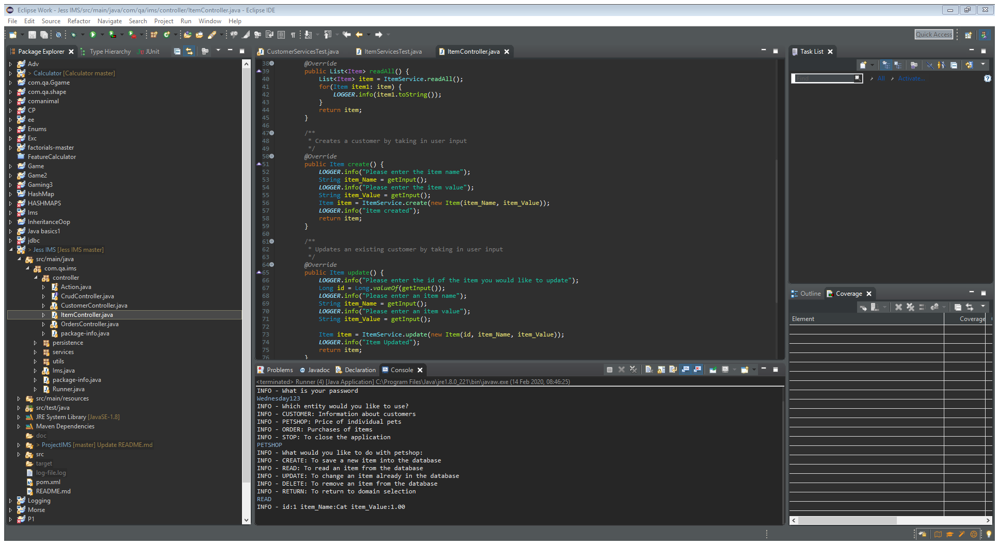 Eclipse Work - Jess IMS/src/main/java/com/qa/ims/controller/ItemController.java - Eclipse IDE
File Edit Source Refactor Navigate Search Project Run Window Help
Quick Access
Package Explorer Type Hierarchy JUnit
Adv
> Calculator [Calculator master]
com.qa.Ggame
com.qa.shape
comanimal
CP
ee
Enums
Exc
factorials-master
FeatureCalculator
Game
Game2
Gaming3
HashMap
HASHMAPS
Ims
InheritanceOop
Java basics1
jdbc
> Jess IMS [Jess IMS master]
src/main/java
com.qa.ims
controller
Action.java
CrudController.java
CustomerController.java
ItemController.java
OrdersController.java
package-info.java
persistence
services
utils
Ims.java
package-info.java
Runner.java
src/main/resources
src/test/java
JRE System Library [JavaSE-1.8]
Maven Dependencies
doc
> ProjectIMS [master] Update README.md
src
target
log-file.log
pom.xml
README.md
Logging
Morse
P1
CustomerServicesTest.java ItemServicesTest.java ItemController.java
38 @Override
39 public List<Item> readAll() {
40 List<Item> item = ItemService.readAll();
41 for(Item item1: item) {
42 LOGGER.info(item1.toString());
43 }
44 return item;
45 }
46
47 /**
48 * Creates a customer by taking in user input
49 */
50 @Override
51 public Item create() {
52 LOGGER.info("Please enter the item name");
53 String item_Name = getInput();
54 LOGGER.info("Please enter the item value");
55 String item_Value = getInput();
56 Item item = ItemService.create(new Item(item_Name, item_Value));
57 LOGGER.info("item created");
58 return item;
59 }
60
61 /**
62 * Updates an existing customer by taking in user input
63 */
64 @Override
65 public Item update() {
66 LOGGER.info("Please enter the id of the item you would like to update");
67 Long id = Long.valueOf(getInput());
68 LOGGER.info("Please enter an item name");
69 String item_Name = getInput();
70 LOGGER.info("Please enter an item value");
71 String item_Value = getInput();
72
73 Item item = ItemService.update(new Item(id, item_Name, item_Value));
74 LOGGER.info("Item Updated");
75 return item;
76 }
Problems @ Javadoc Declaration Console
<terminated> Runner (4) [Java Application] C:\Program Files\Java\jre1.8.0_221\bin\javaw.exe (14 Feb 2020, 08:46:25)
INFO - What is your password
Wednesday123
INFO - Which entity would you like to use?
INFO - CUSTOMER: Information about customers
INFO - PETSHOP: Price of individual pets
INFO - ORDER: Purchases of items
INFO - STOP: To close the application
PETSHOP
INFO - What would you like to do with petshop:
INFO - CREATE: To save a new item into the database
INFO - READ: To read an item from the database
INFO - UPDATE: To change an item already in the database
INFO - DELETE: To remove an item from the database
INFO - RETURN: To return to domain selection
READ
INFO - id:1 item_Name:Cat item_Value:1.00
Task List
Find All Activate...
Outline Coverage
Element Coverage